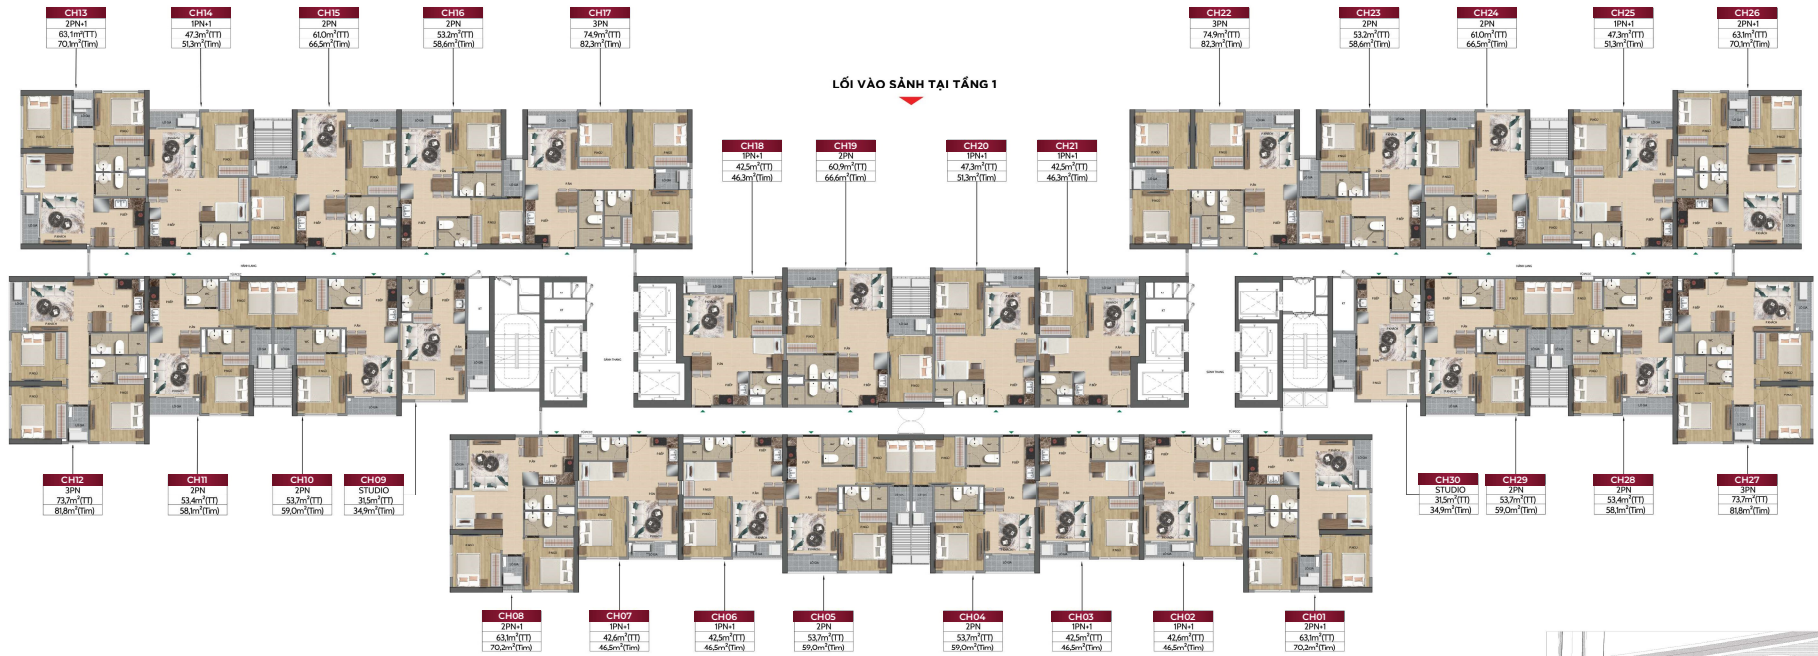 CH13
2PN+1
63,1m²(TT)
70,1m²(Tim)
CH14
1PN+1
47,3m²(TT)
51,3m²(Tim)
CH15
2PN
61,0m²(TT)
66,5m²(Tim)
CH16
2PN
53,2m²(TT)
58,6m²(Tim)
CH17
3PN
74,9m²(TT)
82,3m²(Tim)
CH22
3PN
74,9m²(TT)
82,3m²(Tim)
CH23
2PN
53,2m²(TT)
58,6m²(Tim)
CH24
2PN
61,0m²(TT)
66,5m²(Tim)
CH25
1PN+1
47,3m²(TT)
51,3m²(Tim)
CH26
2PN+1
63,1m²(TT)
70,1m²(Tim)
LỐI VÀO SẢNH TẠI TẦNG 1
CH18
1PN+1
42,5m²(TT)
46,3m²(Tim)
CH19
2PN
60,9m²(TT)
66,6m²(Tim)
CH20
1PN+1
47,3m²(TT)
51,3m²(Tim)
CH21
1PN+1
42,5m²(TT)
46,3m²(Tim)
CH12
3PN
73,7m²(TT)
81,8m²(Tim)
CH11
2PN
53,4m²(TT)
58,1m²(Tim)
CH10
2PN
53,7m²(TT)
59,0m²(Tim)
CH09
STUDIO
31,5m²(TT)
34,9m²(Tim)
CH30
STUDIO
31,5m²(TT)
34,9m²(Tim)
CH29
2PN
53,7m²(TT)
59,0m²(Tim)
CH28
2PN
53,4m²(TT)
58,1m²(Tim)
CH27
3PN
73,7m²(TT)
81,8m²(Tim)
CH08
2PN+1
63,1m²(TT)
70,2m²(Tim)
CH07
1PN+1
42,6m²(TT)
46,5m²(Tim)
CH06
1PN+1
42,5m²(TT)
46,5m²(Tim)
CH05
2PN
53,7m²(TT)
59,0m²(Tim)
CH04
2PN
53,7m²(TT)
59,0m²(Tim)
CH03
1PN+1
42,5m²(TT)
46,5m²(Tim)
CH02
1PN+1
42,6m²(TT)
46,5m²(Tim)
CH01
2PN+1
63,1m²(TT)
70,2m²(Tim)